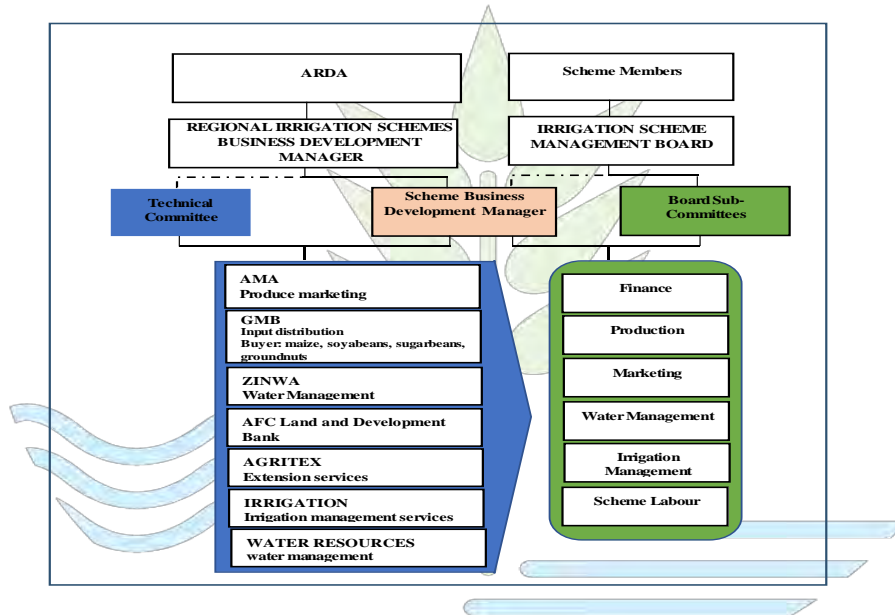 ARDA
Scheme Members
REGIONAL IRRIGATION SCHEMES
BUSINESS DEVELOPMENT
MANAGER
IRRIGATION SCHEME
MANAGEMENT BOARD
Technical
Committee
Scheme Business
Development Manager
Board Sub-
Committees
AMA
Produce marketing
GMB
Input distribution
Buyer: maize, soyabeans, sugarbeans,
groundnuts
ZINWA
Water Management
AFC Land and Development
Bank
AGRITEX
Extension services
IRRIGATION
Irrigation management services
WATER RESOURCES
water management
Finance
Production
Marketing
Water Management
Irrigation
Management
Scheme Labour